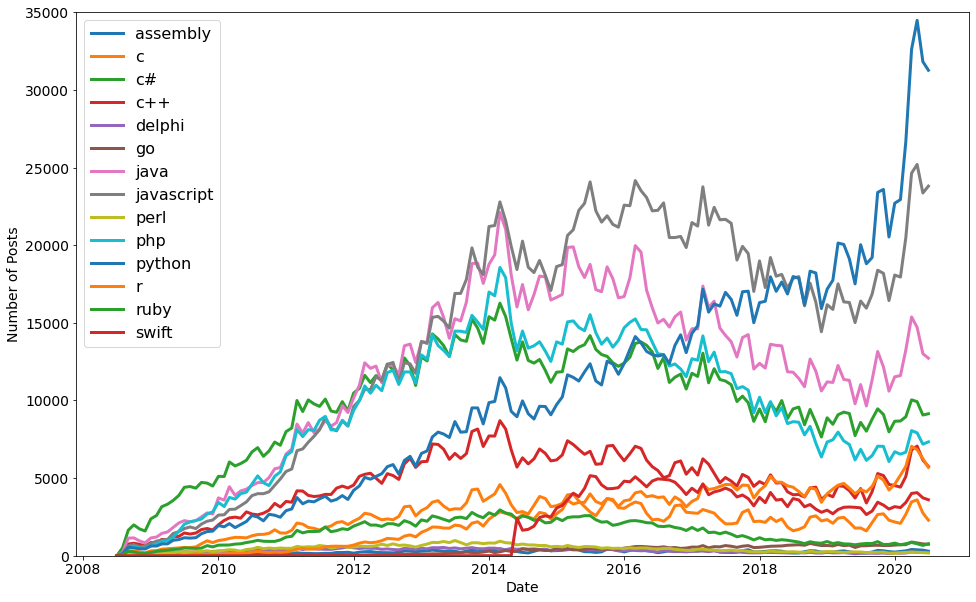 35000
30000
25000
20000
15000
10000
5000
0
Number of Posts
assembly
c
c#
c++
delphi
go
java
javascript
perl
php
python
r
ruby
swift
2008
2010
2012
2014
2016
2018
2020
Date